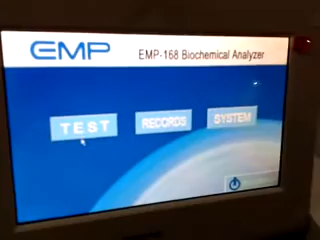 EMP
EMP-168 Biochemical Analyzer
TEST
RECORDS
SYSTEM